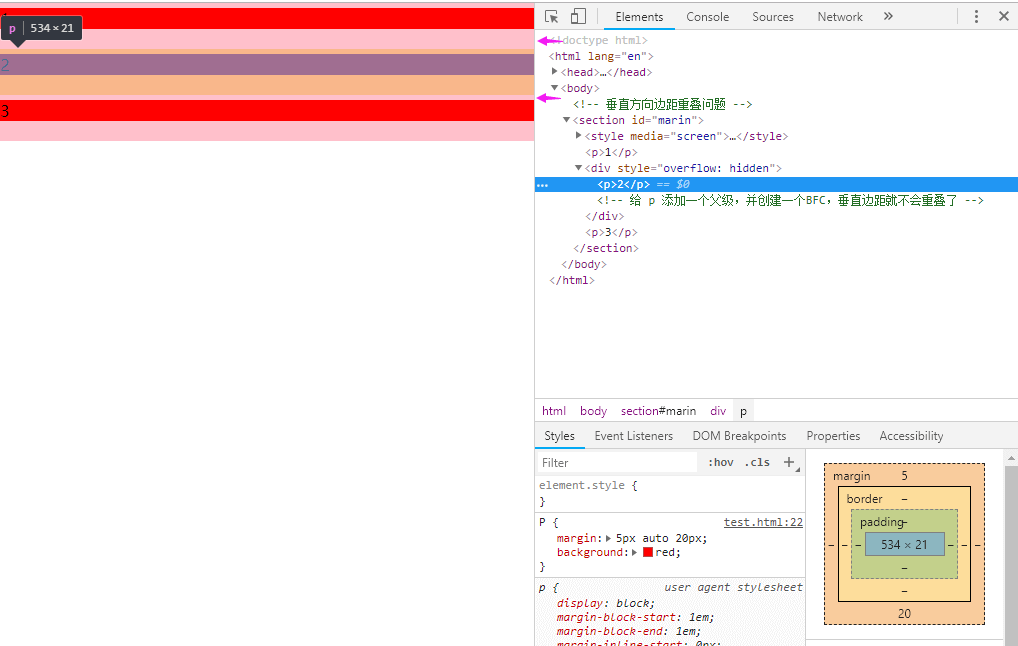 p | 534 × 21
2
3
Elements Console Sources Network »
<!doctype html>
<html lang="en">
<head>…</head>
<body>
<!-- 垂直方向边距重叠问题 -->
<section id="marin">
<style media="screen">…</style>
<p>1</p>
<div style="overflow: hidden">
<p>2</p> == $0
<!-- 给 p 添加一个父级，并创建一个BFC，垂直边距就不会重叠了 -->
</div>
<p>3</p>
</section>
</body>
</html>
html body section#marin div p
Styles Event Listeners DOM Breakpoints Properties Accessibility
Filter :hov .cls +
element.style {
}
P { test.html:22
margin: 5px auto 20px;
background: red;
}
p { user agent stylesheet
display: block;
margin-block-start: 1em;
margin-block-end: 1em;
margin-inline-start: 0px;
margin 5
border –
padding –
– – – 534 × 21 – – –
–
–
20